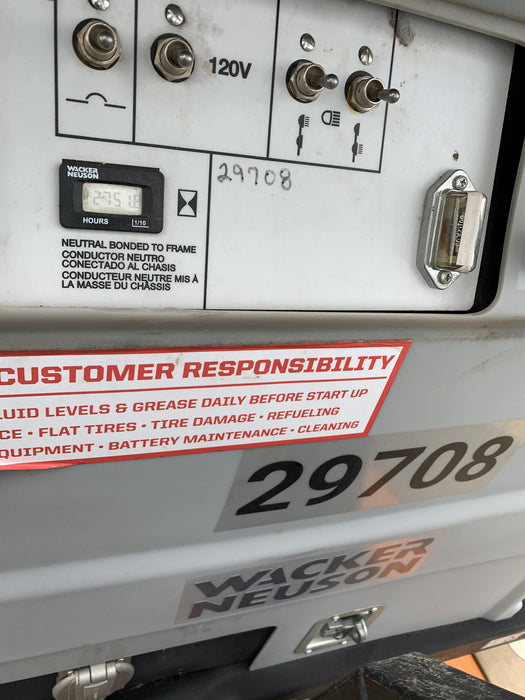 120V
WACKER
NEUSON
2751.8
HOURS
1/10
29708
NEUTRAL BONDED TO FRAME
CONDUCTOR NEUTRO
CONECTADO AL CHASIS
CONDUCTEUR NEUTRE MIS À
LA MASSE DU CHÂSSIS
CUSTOMER RESPONSIBILITY
LUID LEVELS & GREASE DAILY BEFORE START UP
CE • FLAT TIRES • TIRE DAMAGE • REFUELING
QUIPMENT • BATTERY MAINTENANCE • CLEANING
29708
WACKER
NEUSON